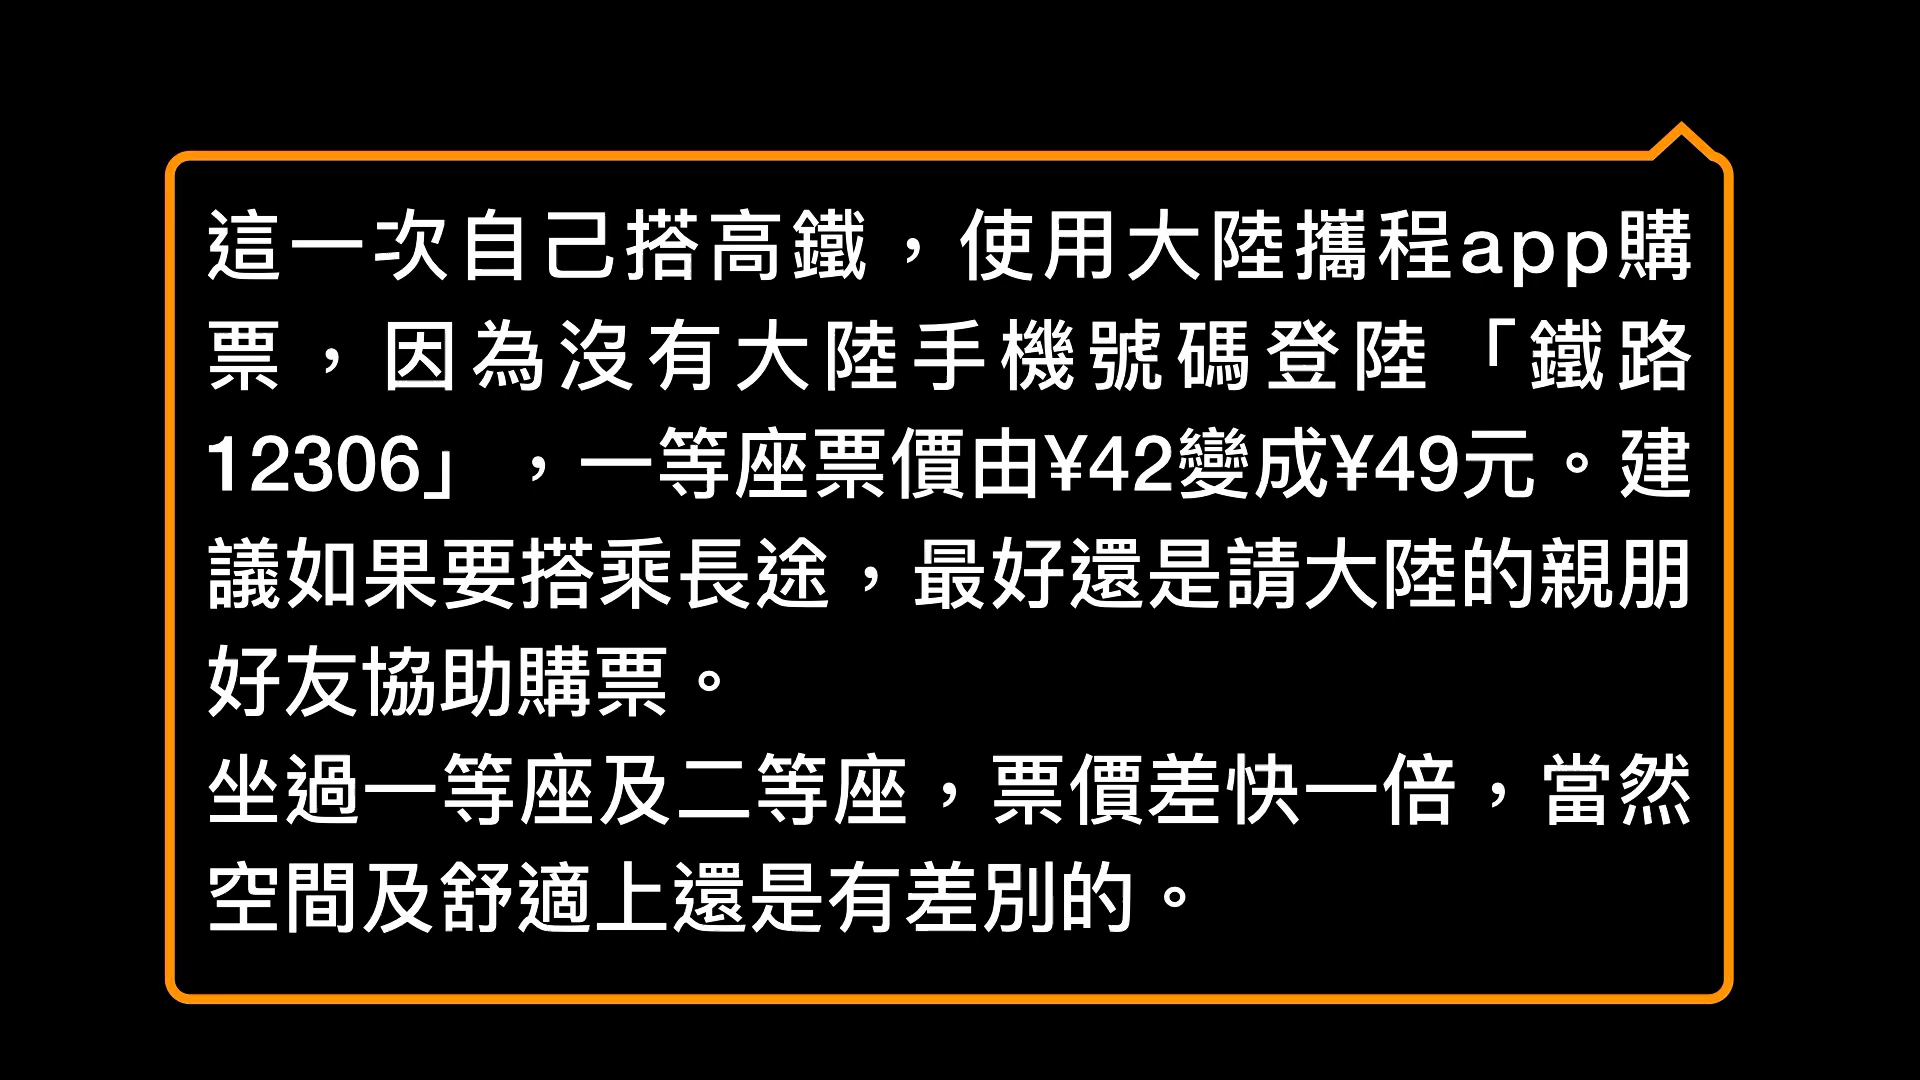 這一次自己搭高鐵，使用大陸攜程app購
票，因為沒有大陸手機號碼登陸「鐵路
12306」，一等座票價由¥42變成¥49元。建
議如果要搭乘長途，最好還是請大陸的親朋
好友協助購票。
坐過一等座及二等座，票價差快一倍，當然
空間及舒適上還是有差別的。